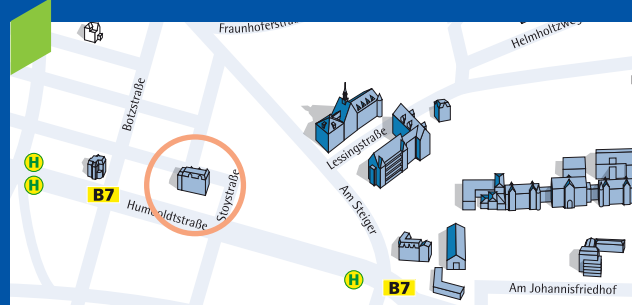 Fraunhoferstraße
Helmholtzweg
Botzstraße
Lessingstraße
H
H
B7
Humboldtstraße
Stoystraße
Am Steiger
H
B7
Am Johannisfriedhof